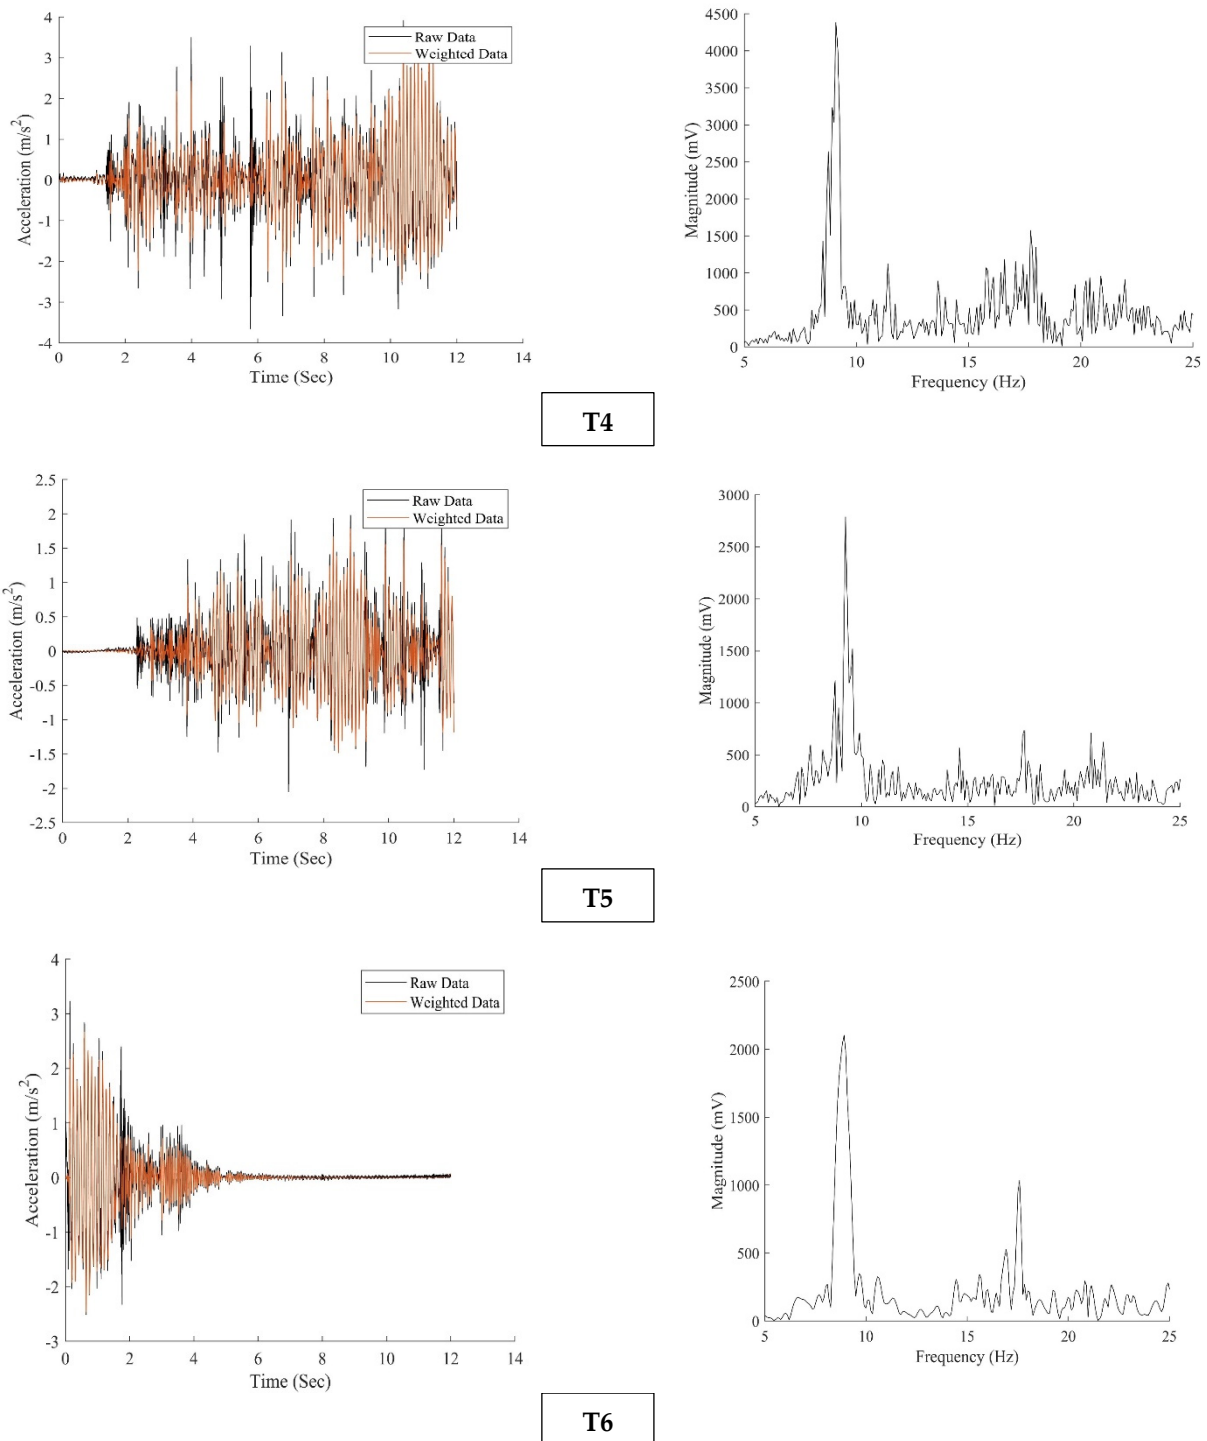 4
3
2
1
0
-1
-2
-3
-4
Acceleration (m/s²)
Raw Data
Weighted Data
0 2 4 6 8 10 12 14
Time (Sec)
4500
4000
3500
3000
2500
2000
1500
1000
500
0
Magnitude (mV)
5 10 15 20 25
Frequency (Hz)
T4
2.5
2
1.5
1
0.5
0
-0.5
-1
-1.5
-2
-2.5
Acceleration (m/s²)
Raw Data
Weighted Data
0 2 4 6 8 10 12 14
Time (Sec)
3000
2500
2000
1500
1000
500
0
Magnitude (mV)
5 10 15 20 25
Frequency (Hz)
T5
4
3
2
1
0
-1
-2
-3
Acceleration (m/s²)
Raw Data
Weighted Data
0 2 4 6 8 10 12 14
Time (Sec)
2500
2000
1500
1000
500
0
Magnitude (mV)
5 10 15 20 25
Frequency (Hz)
T6